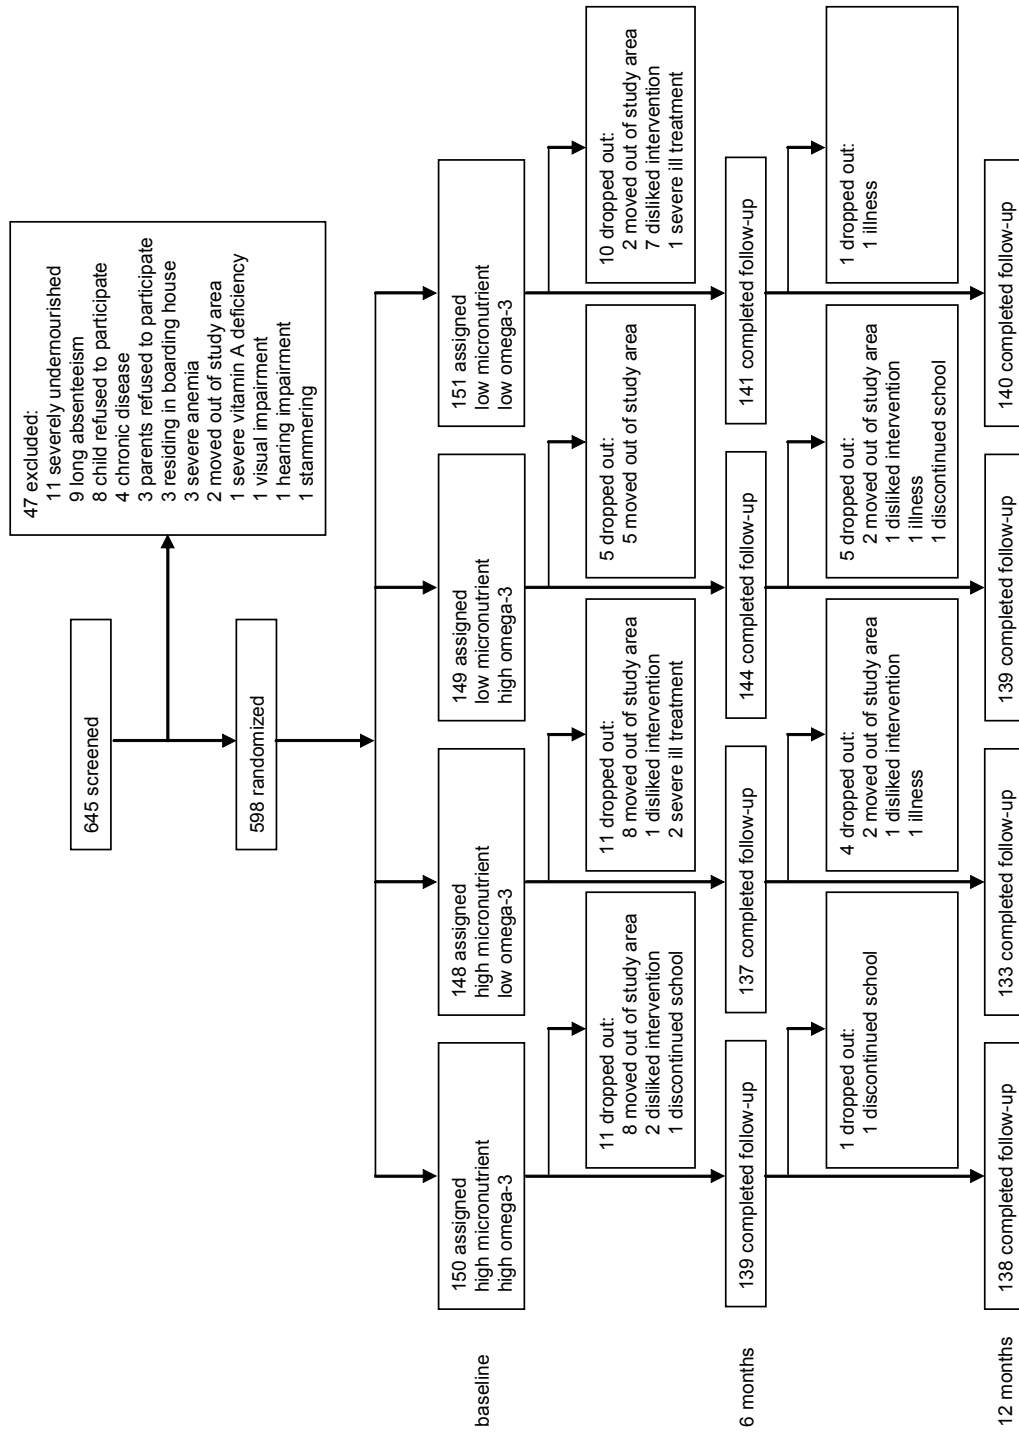 645 screened
47 excluded:
11 severely undernourished
9 long absenteeism
8 child refused to participate
4 chronic disease
3 parents refused to participate
3 residing in boarding house
3 severe anemia
2 moved out of study area
1 severe vitamin A deficiency
1 visual impairment
1 hearing impairment
1 stammering
598 randomized
baseline
150 assigned
high micronutrient
high omega-3
148 assigned
high micronutrient
low omega-3
149 assigned
low micronutrient
high omega-3
151 assigned
low micronutrient
low omega-3
11 dropped out:
8 moved out of study area
2 disliked intervention
1 discontinued school
11 dropped out:
8 moved out of study area
1 disliked intervention
2 severe ill treatment
5 dropped out:
5 moved out of study area
10 dropped out:
2 moved out of study area
7 disliked intervention
1 severe ill treatment
6 months
139 completed follow-up
137 completed follow-up
144 completed follow-up
141 completed follow-up
1 dropped out:
1 discontinued school
4 dropped out:
2 moved out of study area
1 disliked intervention
1 illness
5 dropped out:
2 moved out of study area
1 disliked intervention
1 illness
1 discontinued school
1 dropped out:
1 illness
12 months
138 completed follow-up
133 completed follow-up
139 completed follow-up
140 completed follow-up